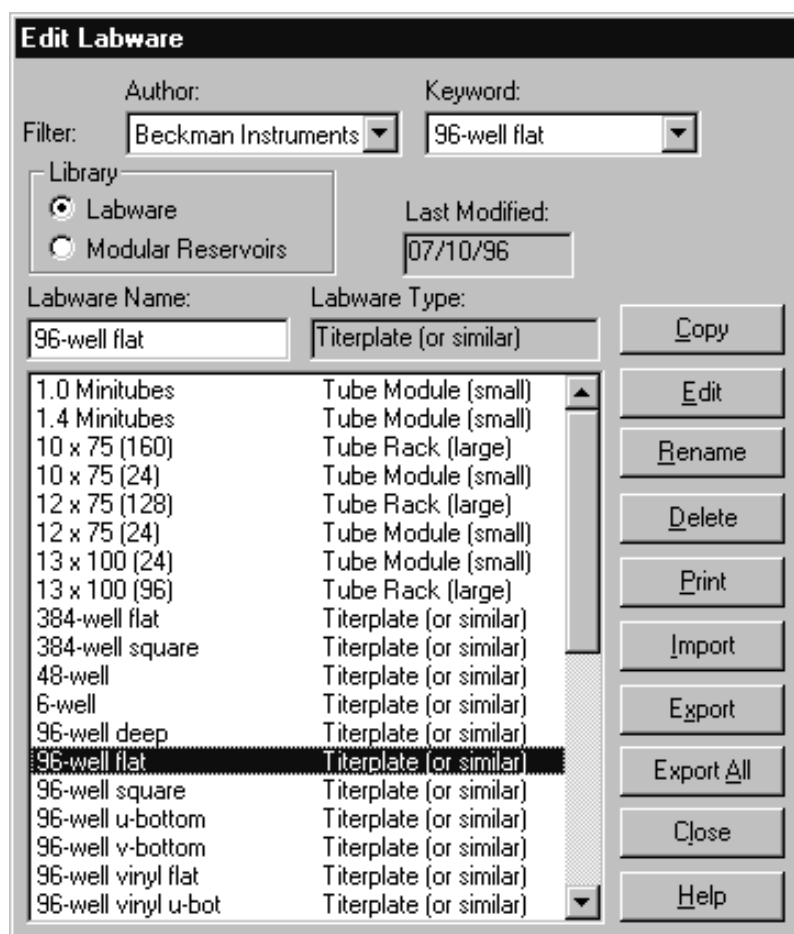 Edit Labware
Author: Keyword:
Filter: Beckman Instruments 96-well flat
Library
Labware
Modular Reservoirs
Last Modified:
07/10/96
Labware Name: Labware Type:
96-well flat Titerplate (or similar)
1.0 Minitubes Tube Module (small)
1.4 Minitubes Tube Module (small)
10 x 75 (160) Tube Rack (large)
10 x 75 (24) Tube Module (small)
12 x 75 (128) Tube Rack (large)
12 x 75 (24) Tube Module (small)
13 x 100 (24) Tube Module (small)
13 x 100 (96) Tube Rack (large)
384-well flat Titerplate (or similar)
384-well square Titerplate (or similar)
48-well Titerplate (or similar)
6-well Titerplate (or similar)
96-well deep Titerplate (or similar)
96-well flat Titerplate (or similar)
96-well square Titerplate (or similar)
96-well u-bottom Titerplate (or similar)
96-well v-bottom Titerplate (or similar)
96-well vinyl flat Titerplate (or similar)
96-well vinyl u-bot Titerplate (or similar)
Copy
Edit
Rename
Delete
Print
Import
Export
Export All
Close
Help